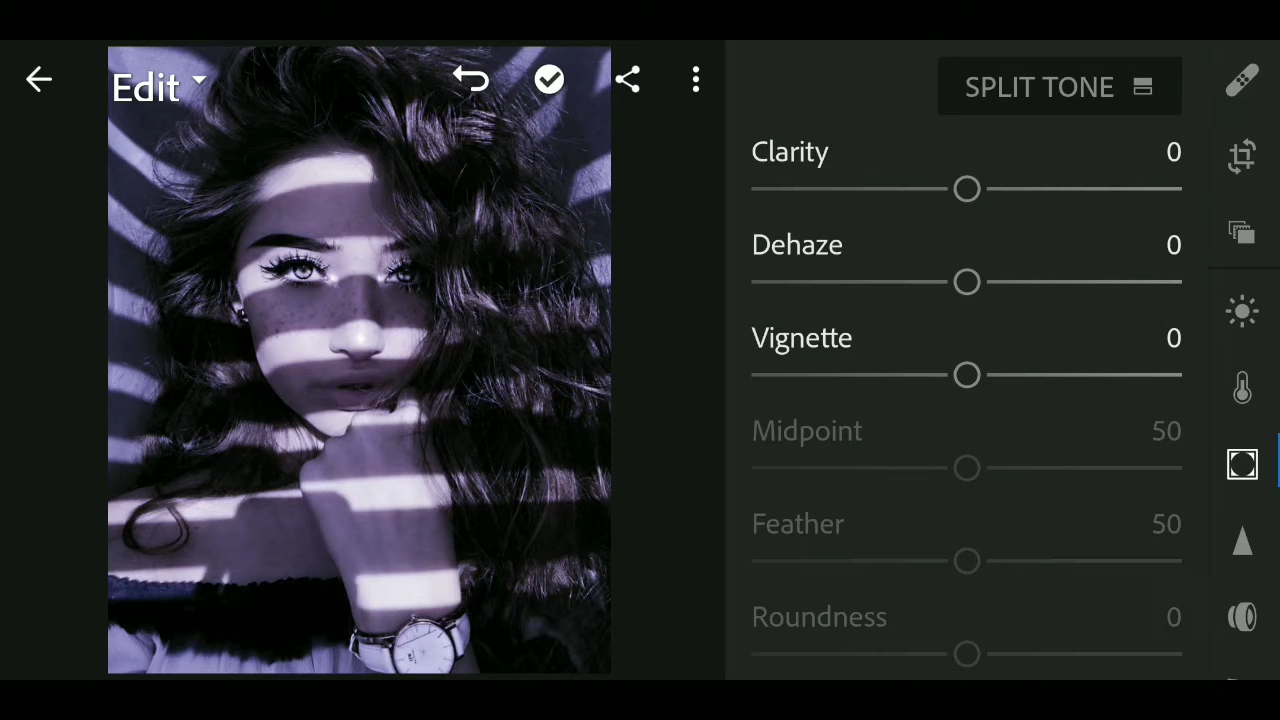 Edit
SPLIT TONE
Clarity 0
Dehaze 0
Vignette 0
Midpoint 50
Feather 50
Roundness 0